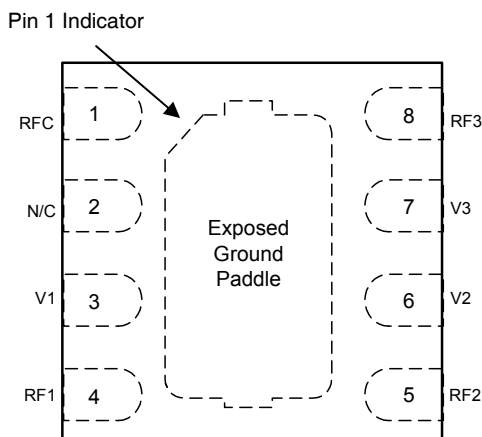 Pin 1 Indicator
RFC 1
8 RF3
N/C 2
7 V3
Exposed
Ground
Paddle
V1 3
6 V2
RF1 4
5 RF2